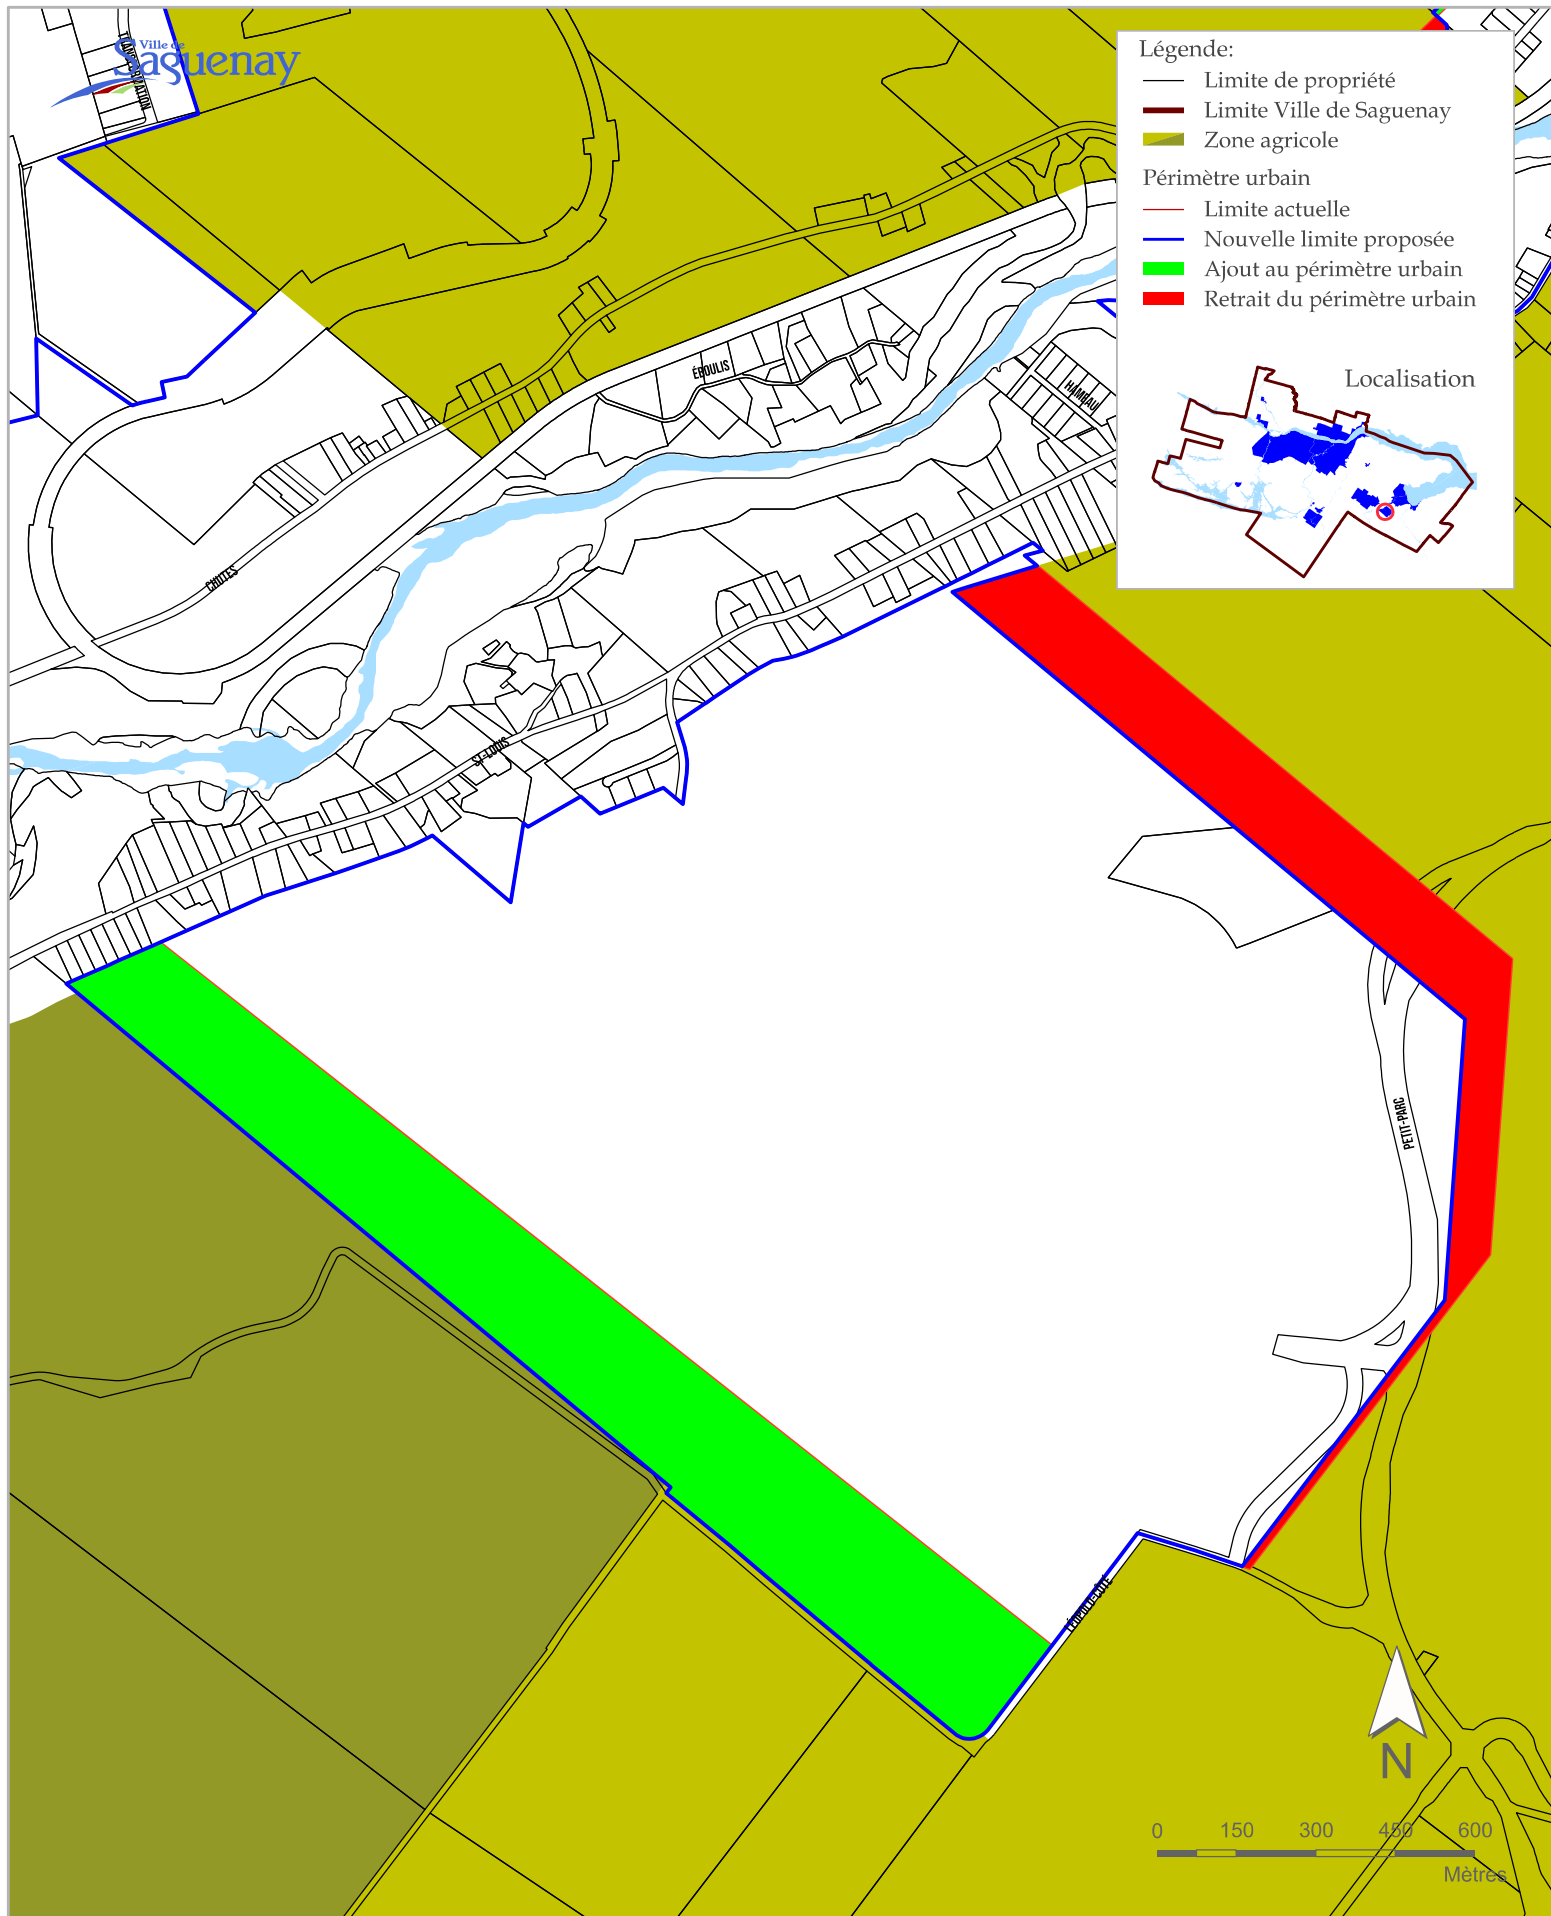 Ville de
Saguenay
Légende:
Limite de propriété
Limite Ville de Saguenay
Zone agricole
Périmètre urbain
Limite actuelle
Nouvelle limite proposée
Ajout au périmètre urbain
Retrait du périmètre urbain
Localisation
ÉBOULIS
HAMEAU
CHUTES
ST-LOUIS
PETIT-PARC
LÉOPOLD-CÔTÉ
N
0 150 300 450 600
Mètres